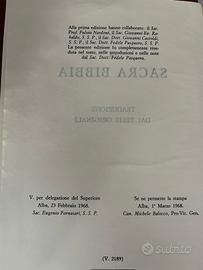 Alla prima edizione hanno collaborato: il Sac.
Prof. Fulvio Nardoni, il Sac. Dott. Giovanni Re,
S. S. P., il Sac. Dott. Giovanni Castoldi,
S. S. P., il Sac. Dott. Fedele Pasquero, S. S. P.
La presente edizione fu completamente rive-
duta nel testo, nelle introduzioni e nelle note
dal Sac. Dott. Fedele Pasquero.
SACRA BIBBIA
TRADUZIONE
DAI TESTI ORIGINALI
V. per delegazione del Superiore
Alba, 23 Febbraio 1968.
Sac. Eugenio Fornasari, S. S. P.
Se ne permette la stampa
Alba, 1° Marzo 1968.
Can. Michele Balocco, Pro-Vic. Gen.
(V. 2189)
subito